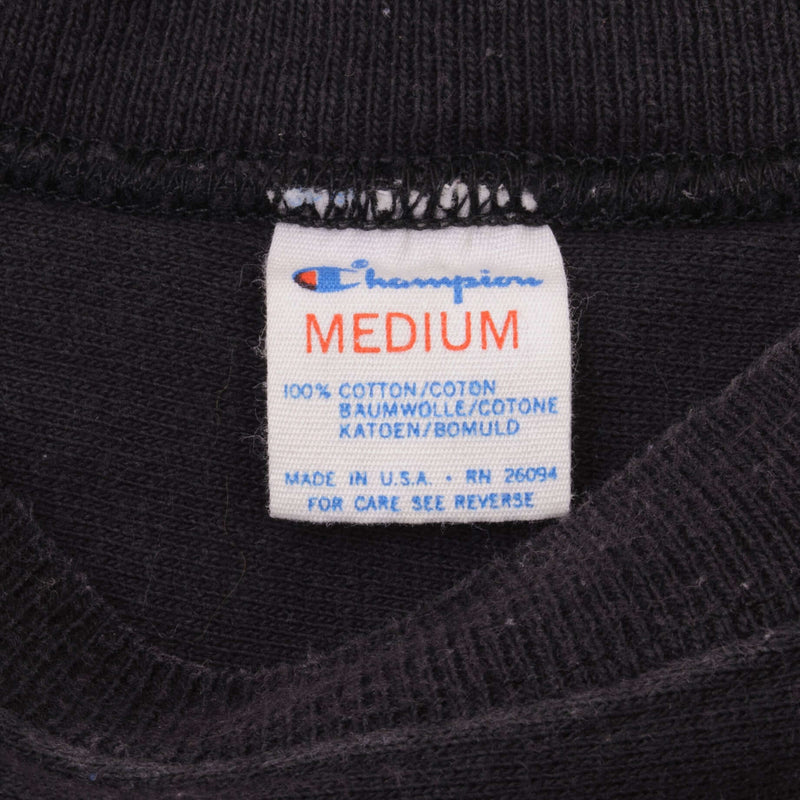 Champion
MEDIUM
100% COTTON/COTON
BAUMWOLLE/COTONE
KATOEN/BOMULD
MADE IN U.S.A. • RN 26094
FOR CARE SEE REVERSE